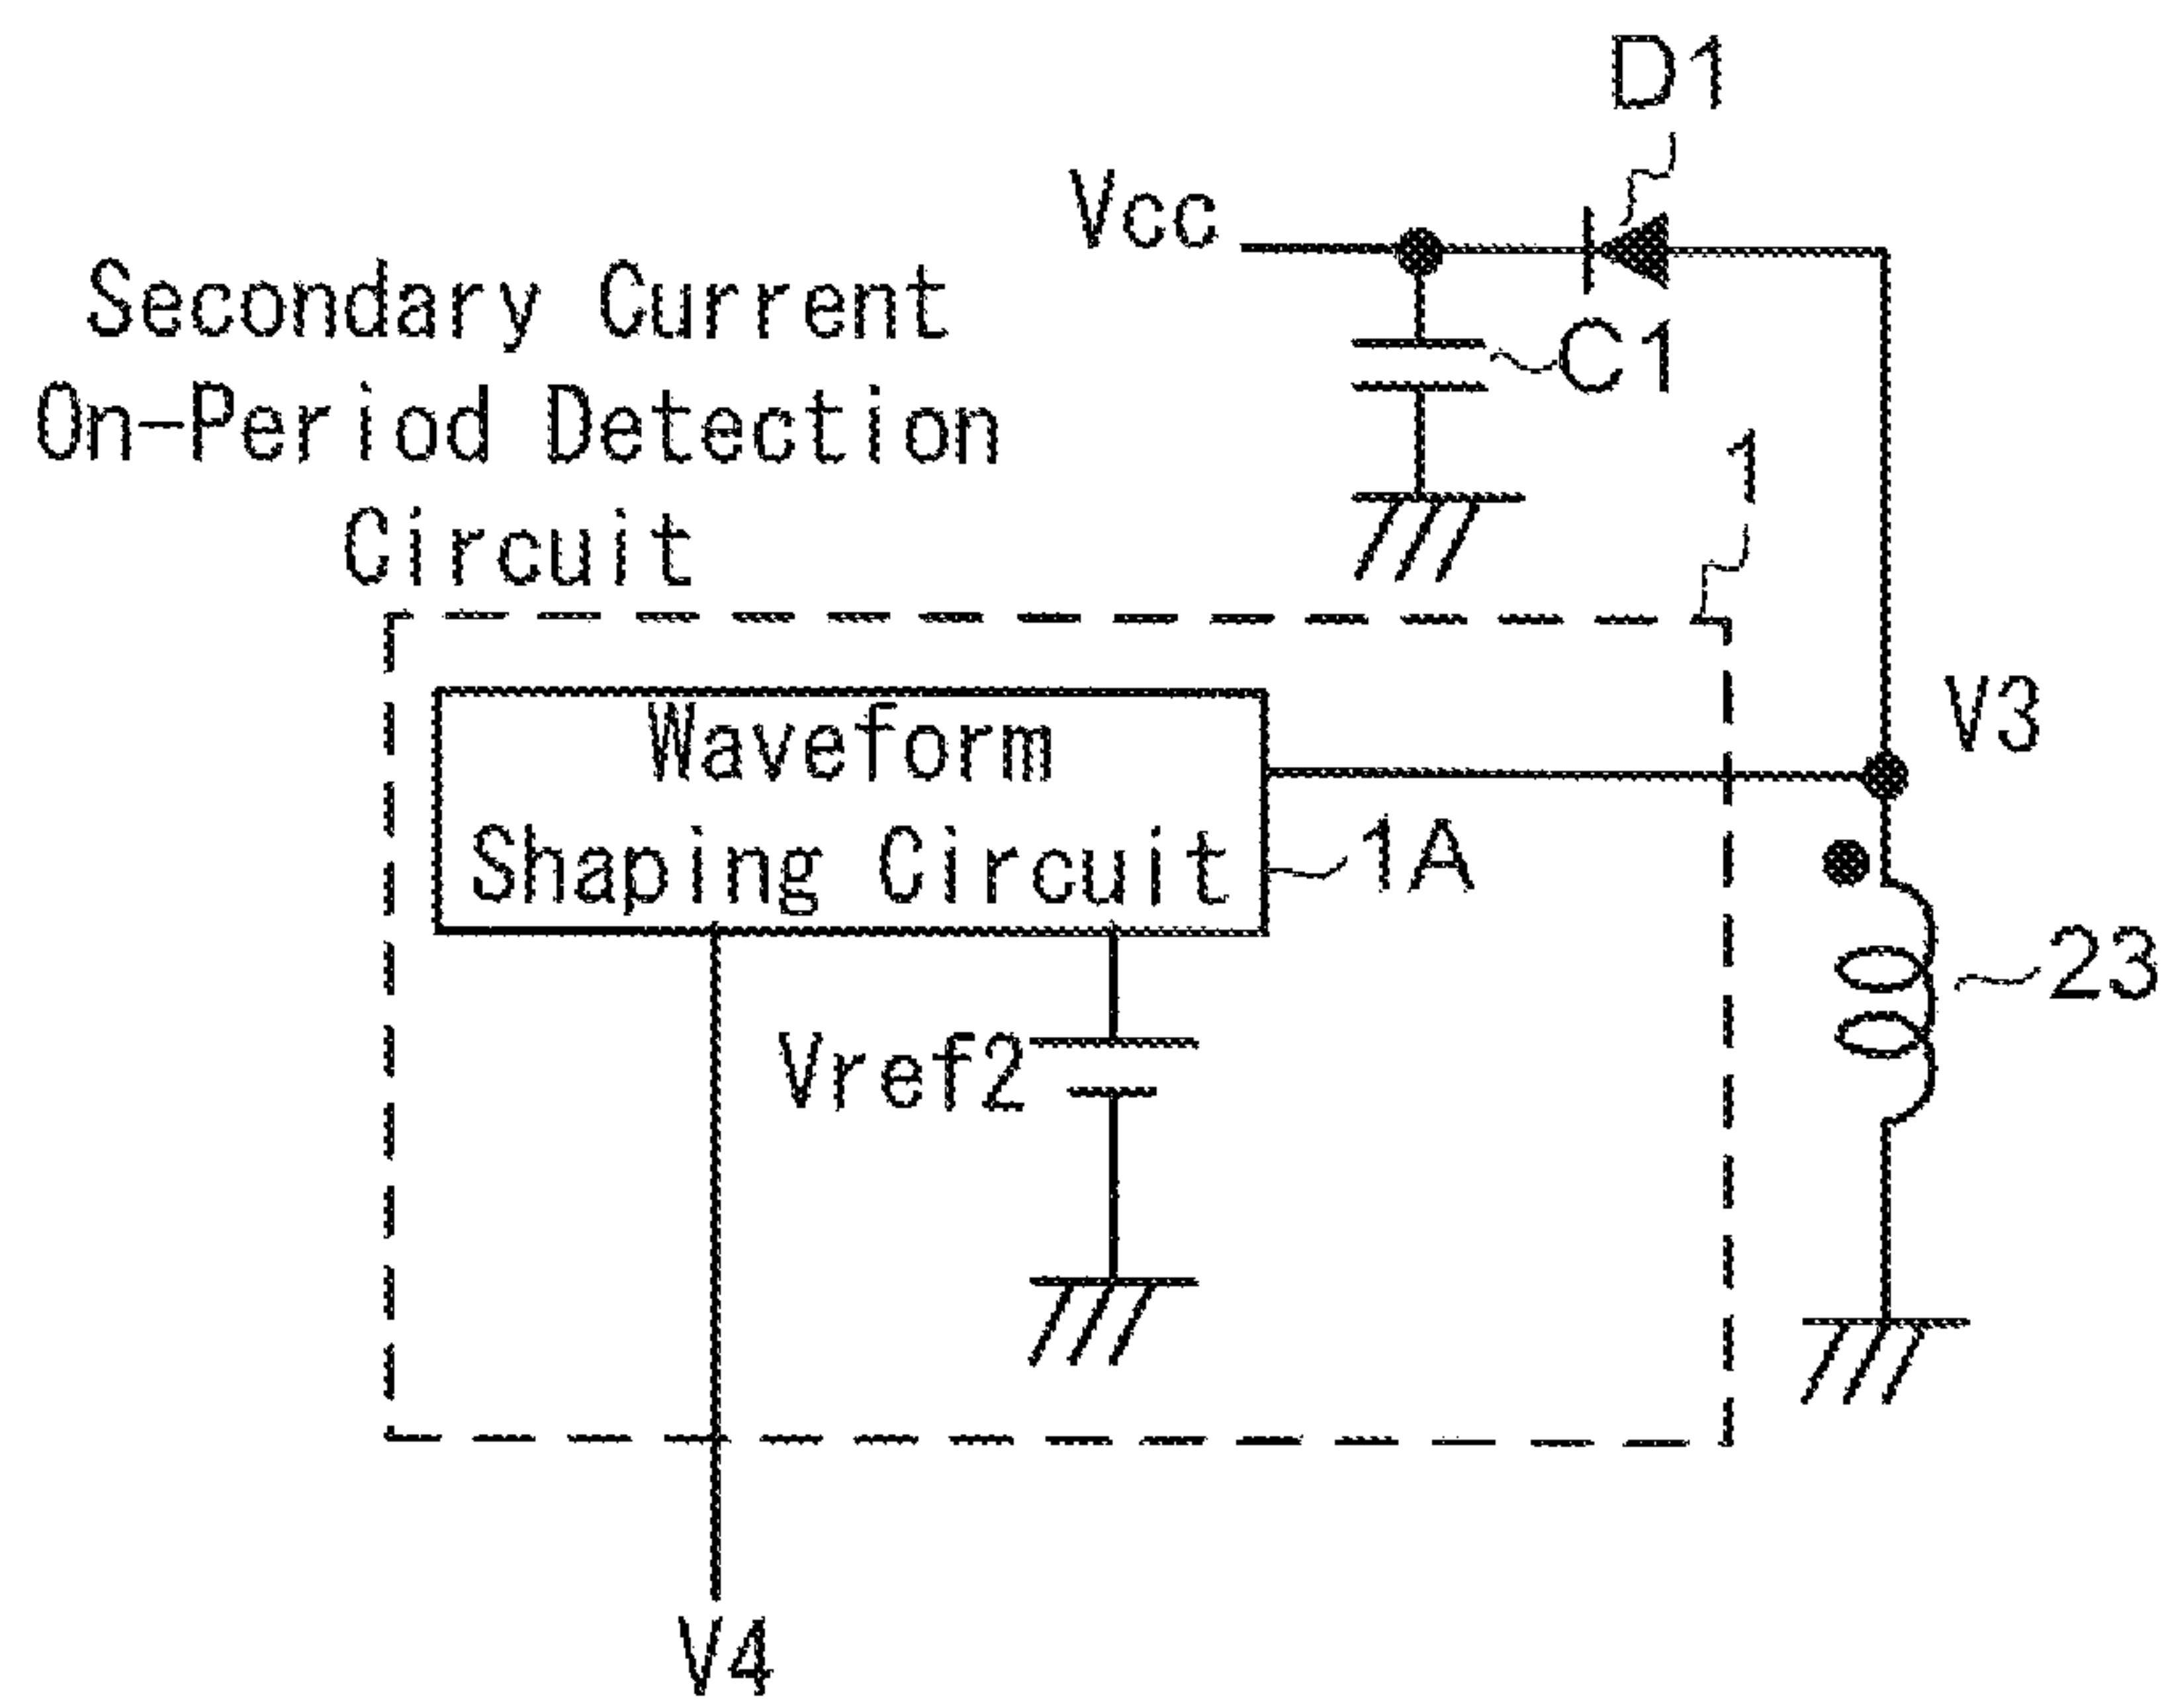 D1
Vcc
Secondary Current
On-Period Detection
Circuit
C1
1
V3
Waveform
Shaping Circuit
1A
23
Vref2
V4